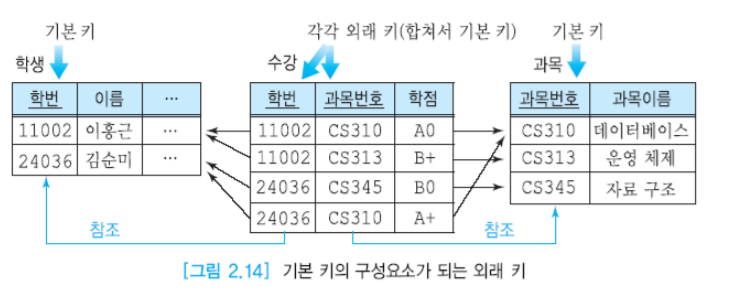 기본 키
각각 외래 키(합쳐서 기본 키)
기본 키
학생
수강
과목
학번 이름 …
11002 이홍근 …
24036 김순미 …
학번 과목번호 학점
11002 CS310 A0
11002 CS313 B+
24036 CS345 B0
24036 CS310 A+
과목번호 과목이름
CS310 데이터베이스
CS313 운영 체제
CS345 자료 구조
참조
참조
[그림 2.14] 기본 키의 구성요소가 되는 외래 키